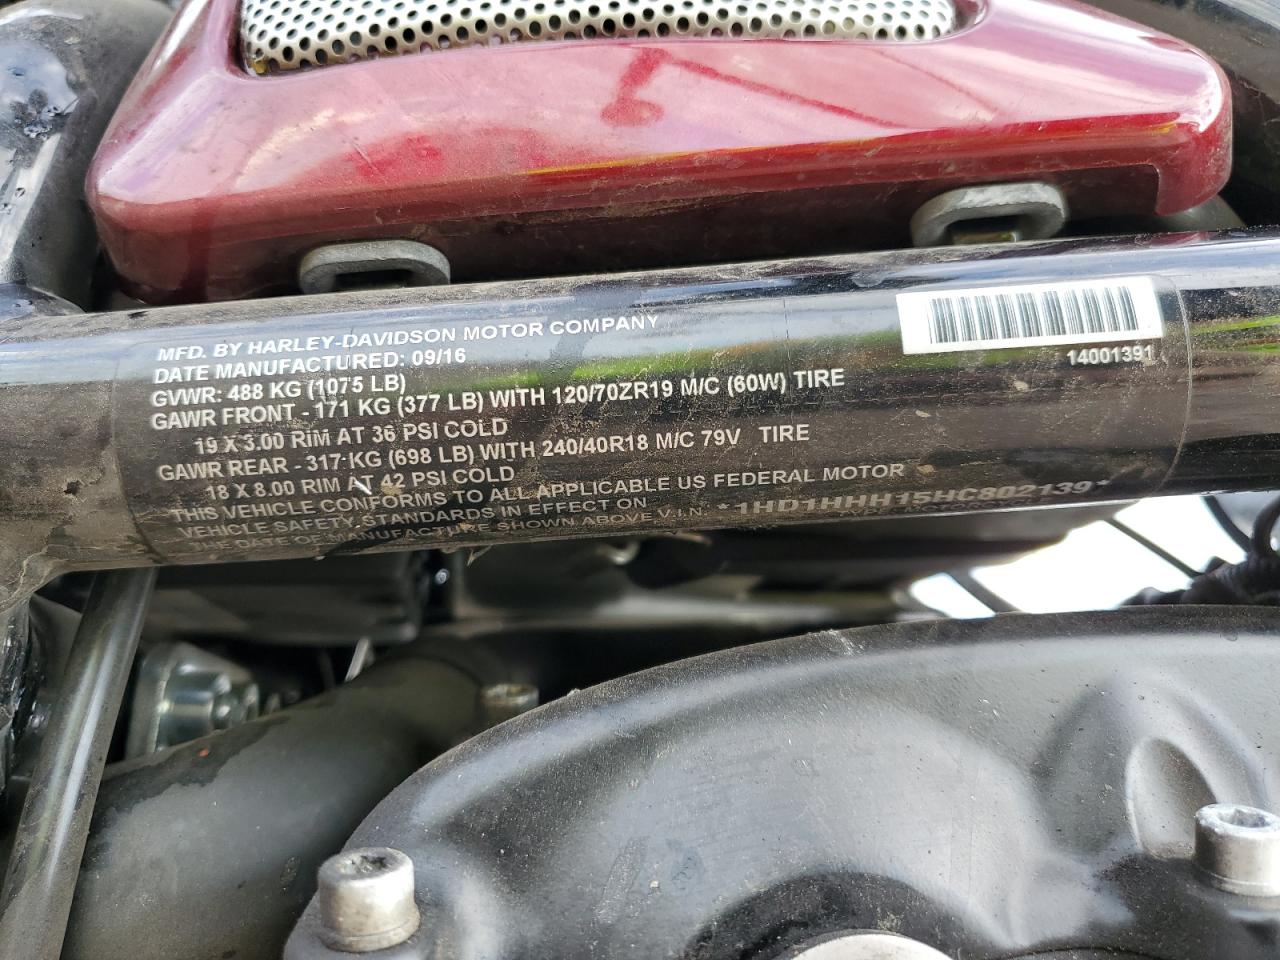 MFD. BY HARLEY-DAVIDSON MOTOR COMPANY
DATE MANUFACTURED: 09/16
GVWR: 488 KG (1075 LB)
GAWR FRONT - 171 KG (377 LB) WITH 120/70ZR19 M/C (60W) TIRE
19 X 3.00 RIM AT 36 PSI COLD
GAWR REAR - 317 KG (698 LB) WITH 240/40R18 M/C 79V TIRE
18 X 8.00 RIM AT 42 PSI COLD
THIS VEHICLE CONFORMS TO ALL APPLICABLE US FEDERAL MOTOR
VEHICLE SAFETY STANDARDS IN EFFECT ON
THE DATE OF MANUFACTURE SHOWN ABOVE V.I.N. *1HD1HHH15HC802139*
14001391